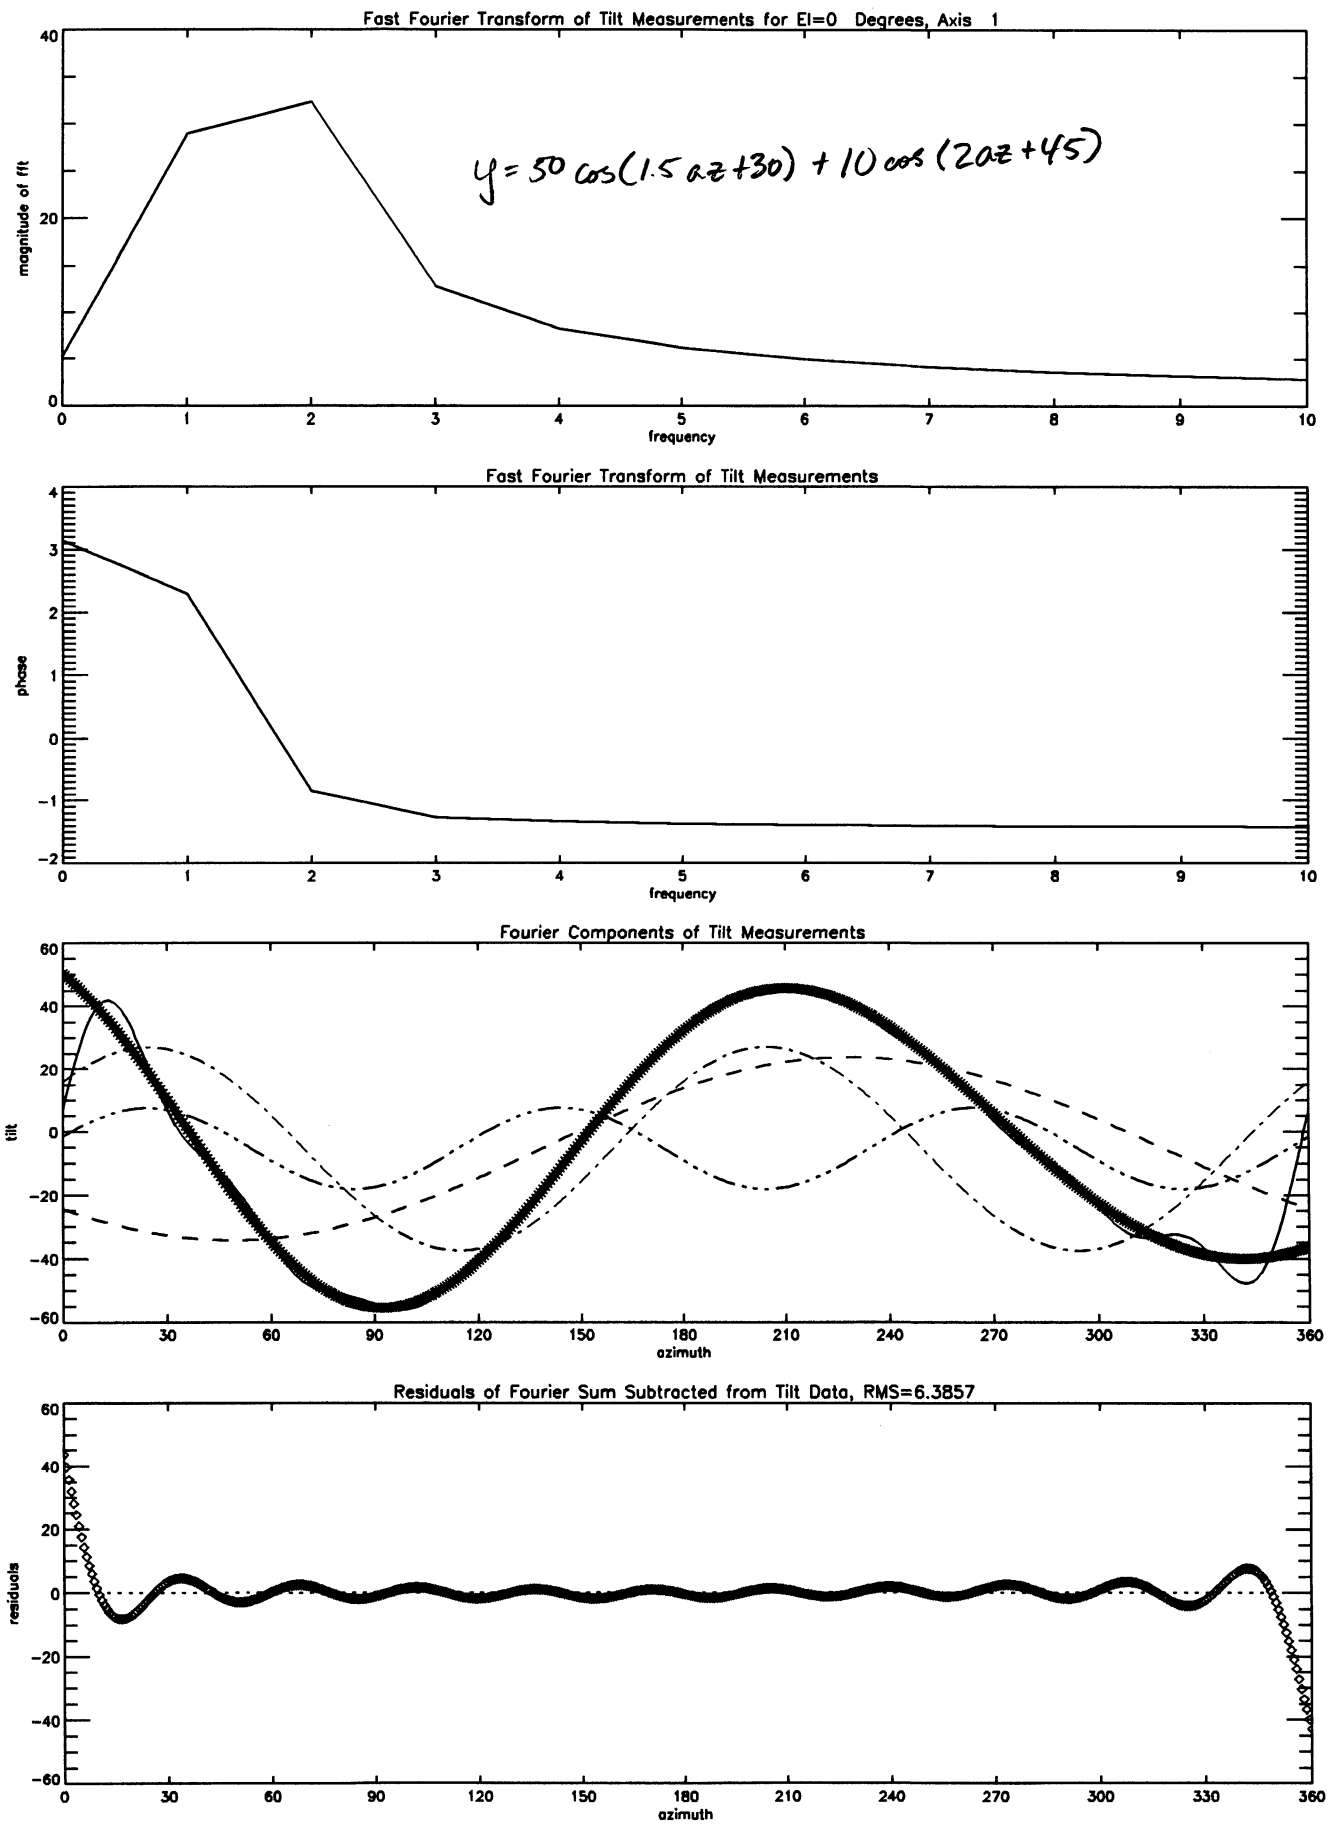 Fast Fourier Transform of Tilt Measurements for El=0 Degrees, Axis 1
40
20
0
magnitude of fft
y = 50 cos(1.5 az+30) + 10 cos (2az+45)
0 1 2 3 4 5 6 7 8 9 10
frequency
Fast Fourier Transform of Tilt Measurements
4
3
2
1
0
-1
-2
phase
0 1 2 3 4 5 6 7 8 9 10
frequency
Fourier Components of Tilt Measurements
60
40
20
0
-20
-40
-60
tilt
0 30 60 90 120 150 180 210 240 270 300 330 360
azimuth
Residuals of Fourier Sum Subtracted from Tilt Data, RMS=6.3857
60
40
20
0
-20
-40
-60
residuals
0 30 60 90 120 150 180 210 240 270 300 330 360
azimuth